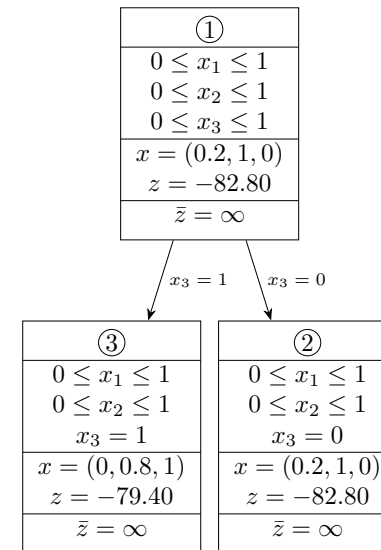 ①
0 ≤ x₁ ≤ 1
0 ≤ x₂ ≤ 1
0 ≤ x₃ ≤ 1
x = (0.2, 1, 0)
z = −82.80
z̄ = ∞
x₃ = 1
x₃ = 0
③
0 ≤ x₁ ≤ 1
0 ≤ x₂ ≤ 1
x₃ = 1
x = (0, 0.8, 1)
z = −79.40
z̄ = ∞
②
0 ≤ x₁ ≤ 1
0 ≤ x₂ ≤ 1
x₃ = 0
x = (0.2, 1, 0)
z = −82.80
z̄ = ∞